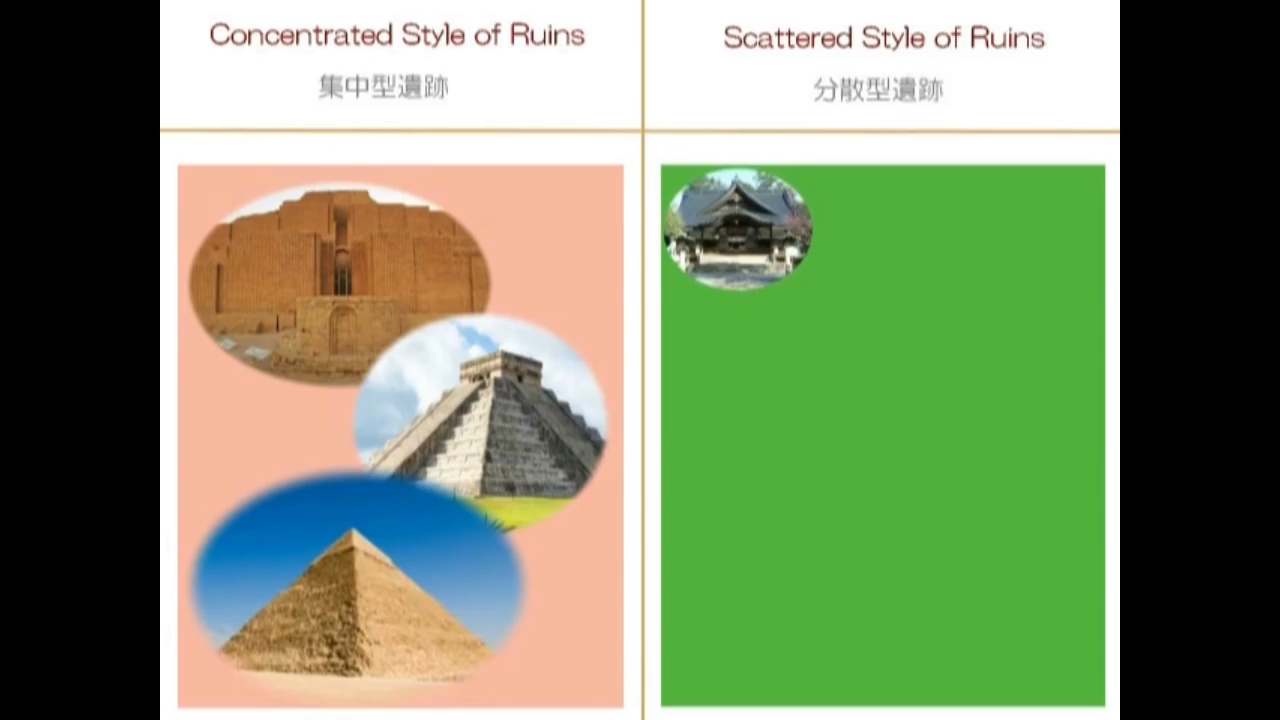 Concentrated Style of Ruins
集中型遺跡
Scattered Style of Ruins
分散型遺跡